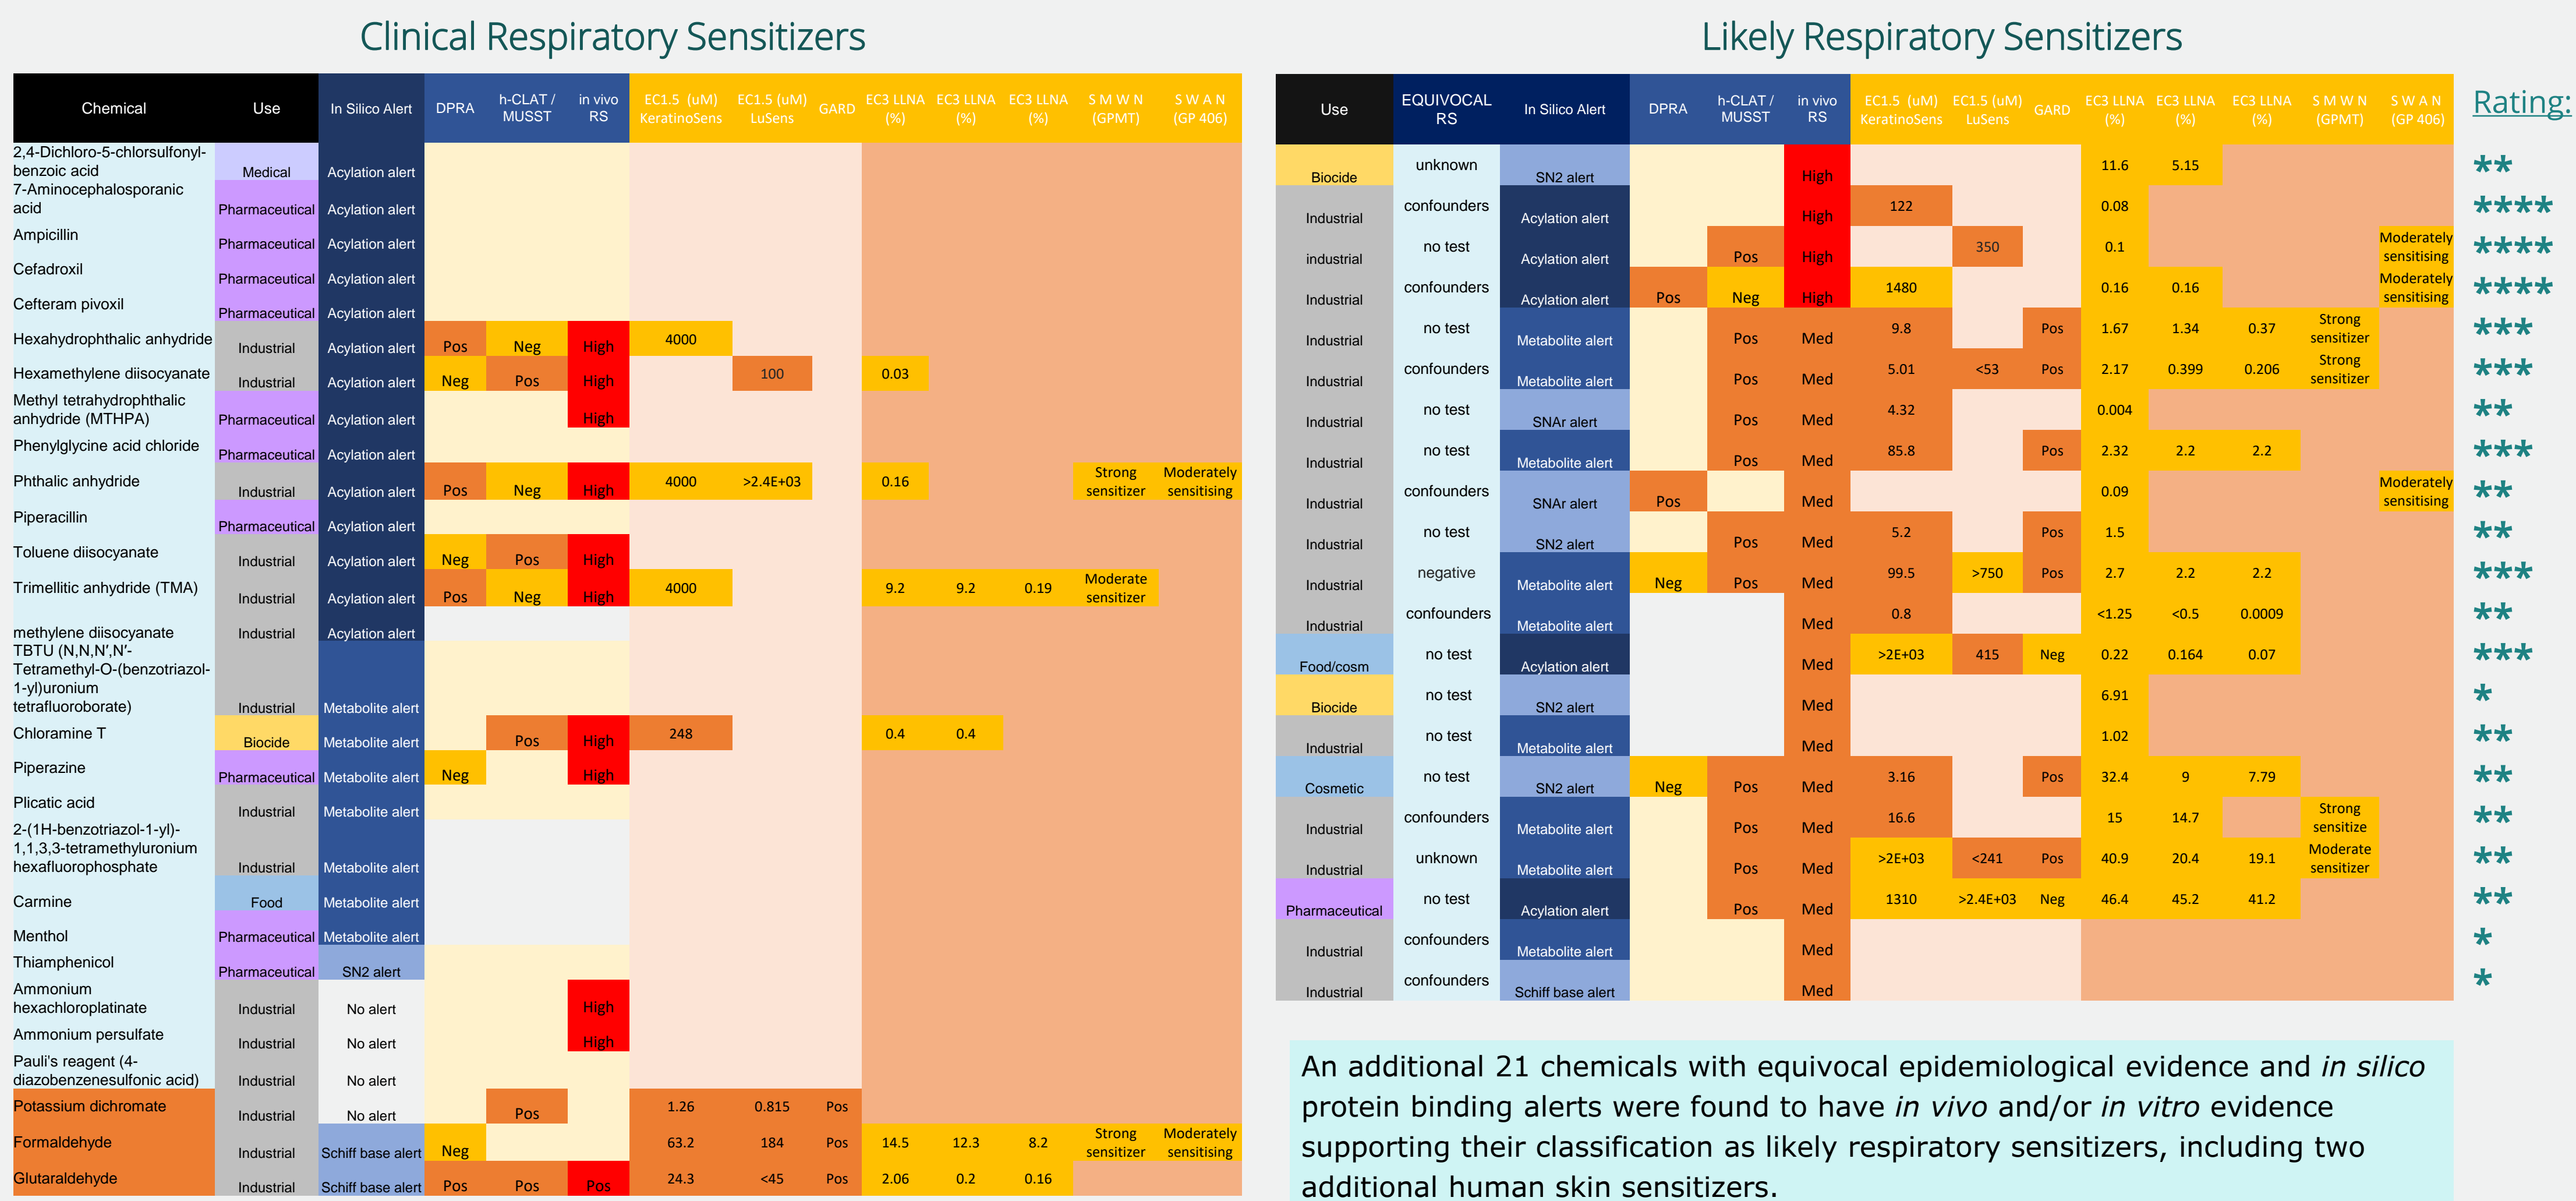 Clinical Respiratory Sensitizers
Chemical Use In Silico Alert DPRA h-CLAT / MUSST in vivo RS EC1.5 (uM) KeratinoSens EC1.5 (uM) LuSens GARD EC3 LLNA (%) EC3 LLNA (%) EC3 LLNA (%) S M W N (GPMT) S W A N (GP 406)
2,4-Dichloro-5-chlorsulfonyl-
benzoic acid Medical Acylation alert
7-Aminocephalosporanic
acid Pharmaceutical Acylation alert
Ampicillin Pharmaceutical Acylation alert
Cefadroxil Pharmaceutical Acylation alert
Cefteram pivoxil Pharmaceutical Acylation alert
Hexahydrophthalic anhydride Industrial Acylation alert Pos Neg High 4000
Hexamethylene diisocyanate Industrial Acylation alert Neg Pos High 100 0.03
Methyl tetrahydrophthalic
anhydride (MTHPA) Pharmaceutical Acylation alert High
Phenylglycine acid chloride Pharmaceutical Acylation alert
Phthalic anhydride Industrial Acylation alert Pos Neg High 4000 >2.4E+03 0.16 Strong sensitizer Moderately sensitising
Piperacillin Pharmaceutical Acylation alert
Toluene diisocyanate Industrial Acylation alert Neg Pos High
Trimellitic anhydride (TMA) Industrial Acylation alert Pos Neg High 4000 9.2 9.2 0.19 Moderate sensitizer
methylene diisocyanate Industrial Acylation alert
TBTU (N,N,N′,N′-
Tetramethyl-O-(benzotriazol-
1-yl)uronium
tetrafluoroborate) Industrial Metabolite alert
Chloramine T Biocide Metabolite alert Pos High 248 0.4 0.4
Piperazine Pharmaceutical Metabolite alert Neg High
Plicatic acid Industrial Metabolite alert
2-(1H-benzotriazol-1-yl)-
1,1,3,3-tetramethyluronium
hexafluorophosphate Industrial Metabolite alert
Carmine Food Metabolite alert
Menthol Pharmaceutical Metabolite alert
Thiamphenicol Pharmaceutical SN2 alert
Ammonium
hexachloroplatinate Industrial No alert High
Ammonium persulfate Industrial No alert High
Pauli's reagent (4-
diazobenzenesulfonic acid) Industrial No alert
Potassium dichromate Industrial No alert Pos 1.26 0.815 Pos
Formaldehyde Industrial Schiff base alert Neg 63.2 184 Pos 14.5 12.3 8.2 Strong sensitizer Moderately sensitising
Glutaraldehyde Industrial Schiff base alert Pos Pos Pos 24.3 <45 Pos 2.06 0.2 0.16
Likely Respiratory Sensitizers
Use EQUIVOCAL RS In Silico Alert DPRA h-CLAT / MUSST in vivo RS EC1.5 (uM) KeratinoSens EC1.5 (uM) LuSens GARD EC3 LLNA (%) EC3 LLNA (%) EC3 LLNA (%) S M W N (GPMT) S W A N (GP 406) Rating:
Biocide unknown SN2 alert High 11.6 5.15 **
Industrial confounders Acylation alert High 122 0.08 ****
industrial no test Acylation alert Pos High 350 0.1 Moderately sensitising ****
Industrial confounders Acylation alert Pos Neg High 1480 0.16 0.16 Moderately sensitising ****
Industrial no test Metabolite alert Pos Med 9.8 Pos 1.67 1.34 0.37 Strong sensitizer ***
Industrial confounders Metabolite alert Pos Med 5.01 <53 Pos 2.17 0.399 0.206 Strong sensitizer ***
Industrial no test SNAr alert Pos Med 4.32 0.004 **
Industrial no test Metabolite alert Pos Med 85.8 Pos 2.32 2.2 2.2 ***
Industrial confounders SNAr alert Pos Med 0.09 Moderately sensitising **
Industrial no test SN2 alert Pos Med 5.2 Pos 1.5 **
Industrial negative Metabolite alert Neg Pos Med 99.5 >750 Pos 2.7 2.2 2.2 ***
Industrial confounders Metabolite alert Med 0.8 <1.25 <0.5 0.0009 **
Food/cosm no test Acylation alert Med >2E+03 415 Neg 0.22 0.164 0.07 ***
Biocide no test SN2 alert Med 6.91 *
Industrial no test Metabolite alert Med 1.02 **
Cosmetic no test SN2 alert Neg Pos Med 3.16 Pos 32.4 9 7.79 **
Industrial confounders Metabolite alert Pos Med 16.6 15 14.7 Strong sensitize **
Industrial unknown Metabolite alert Pos Med >2E+03 <241 Pos 40.9 20.4 19.1 Moderate sensitizer **
Pharmaceutical no test Acylation alert Pos Med 1310 >2.4E+03 Neg 46.4 45.2 41.2 **
Industrial confounders Metabolite alert Med *
Industrial confounders Schiff base alert Med *
An additional 21 chemicals with equivocal epidemiological evidence and in silico
protein binding alerts were found to have in vivo and/or in vitro evidence
supporting their classification as likely respiratory sensitizers, including two
additional human skin sensitizers.